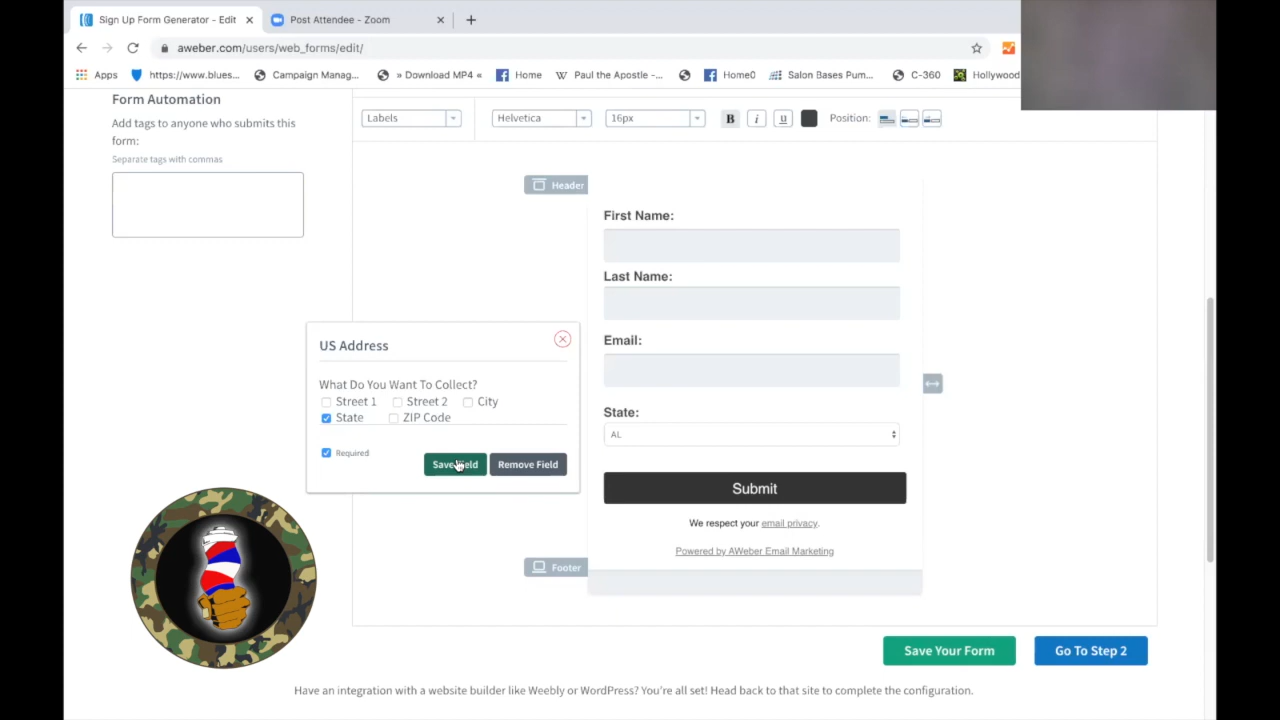 Sign Up Form Generator - Edit
Post Attendee - Zoom
aweber.com/users/web_forms/edit/
Apps
https://www.blues...
Campaign Manag...
» Download MP4 «
Home
Paul the Apostle -...
Home0
Salon Bases Pum...
C-360
Hollywood
Form Automation
Add tags to anyone who submits this
form:
Separate tags with commas
Labels
Helvetica
16px
B
i
u
Position:
Header
First Name:
Last Name:
Email:
State:
AL
Submit
We respect your email privacy.
Powered by AWeber Email Marketing
Footer
US Address
What Do You Want To Collect?
Street 1
Street 2
City
State
ZIP Code
Required
Save Field
Remove Field
Save Your Form
Go To Step 2
Have an integration with a website builder like Weebly or WordPress? You're all set! Head back to that site to complete the configuration.